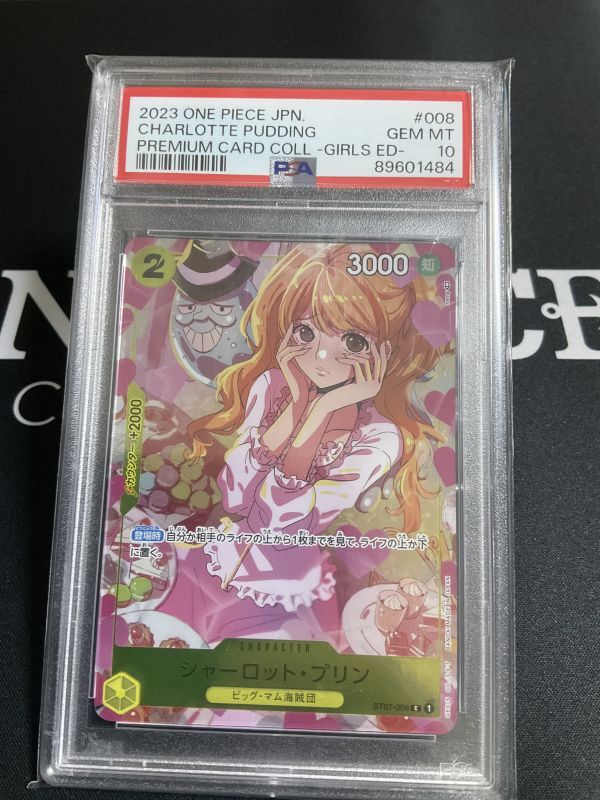 2023 ONE PIECE JPN. #008
CHARLOTTE PUDDING GEM MT
PREMIUM CARD COLL -GIRLS ED- 10
PSA 89601484
2
3000 知
カウンター +2000
登場時 自分か相手のライフの上から1枚までを見て、ライフの上か下
に置く。
CHARACTER
シャーロット・プリン
ビッグ・マム海賊団
ST07-008 C 1